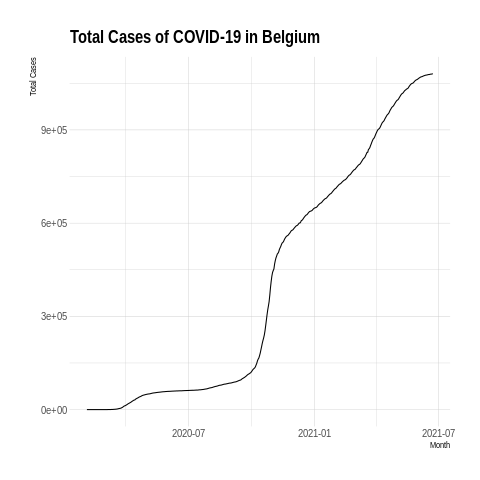 Total Cases of COVID-19 in Belgium
Total Cases
9e+05
6e+05
3e+05
0e+00
2020-07
2021-01
2021-07
Month